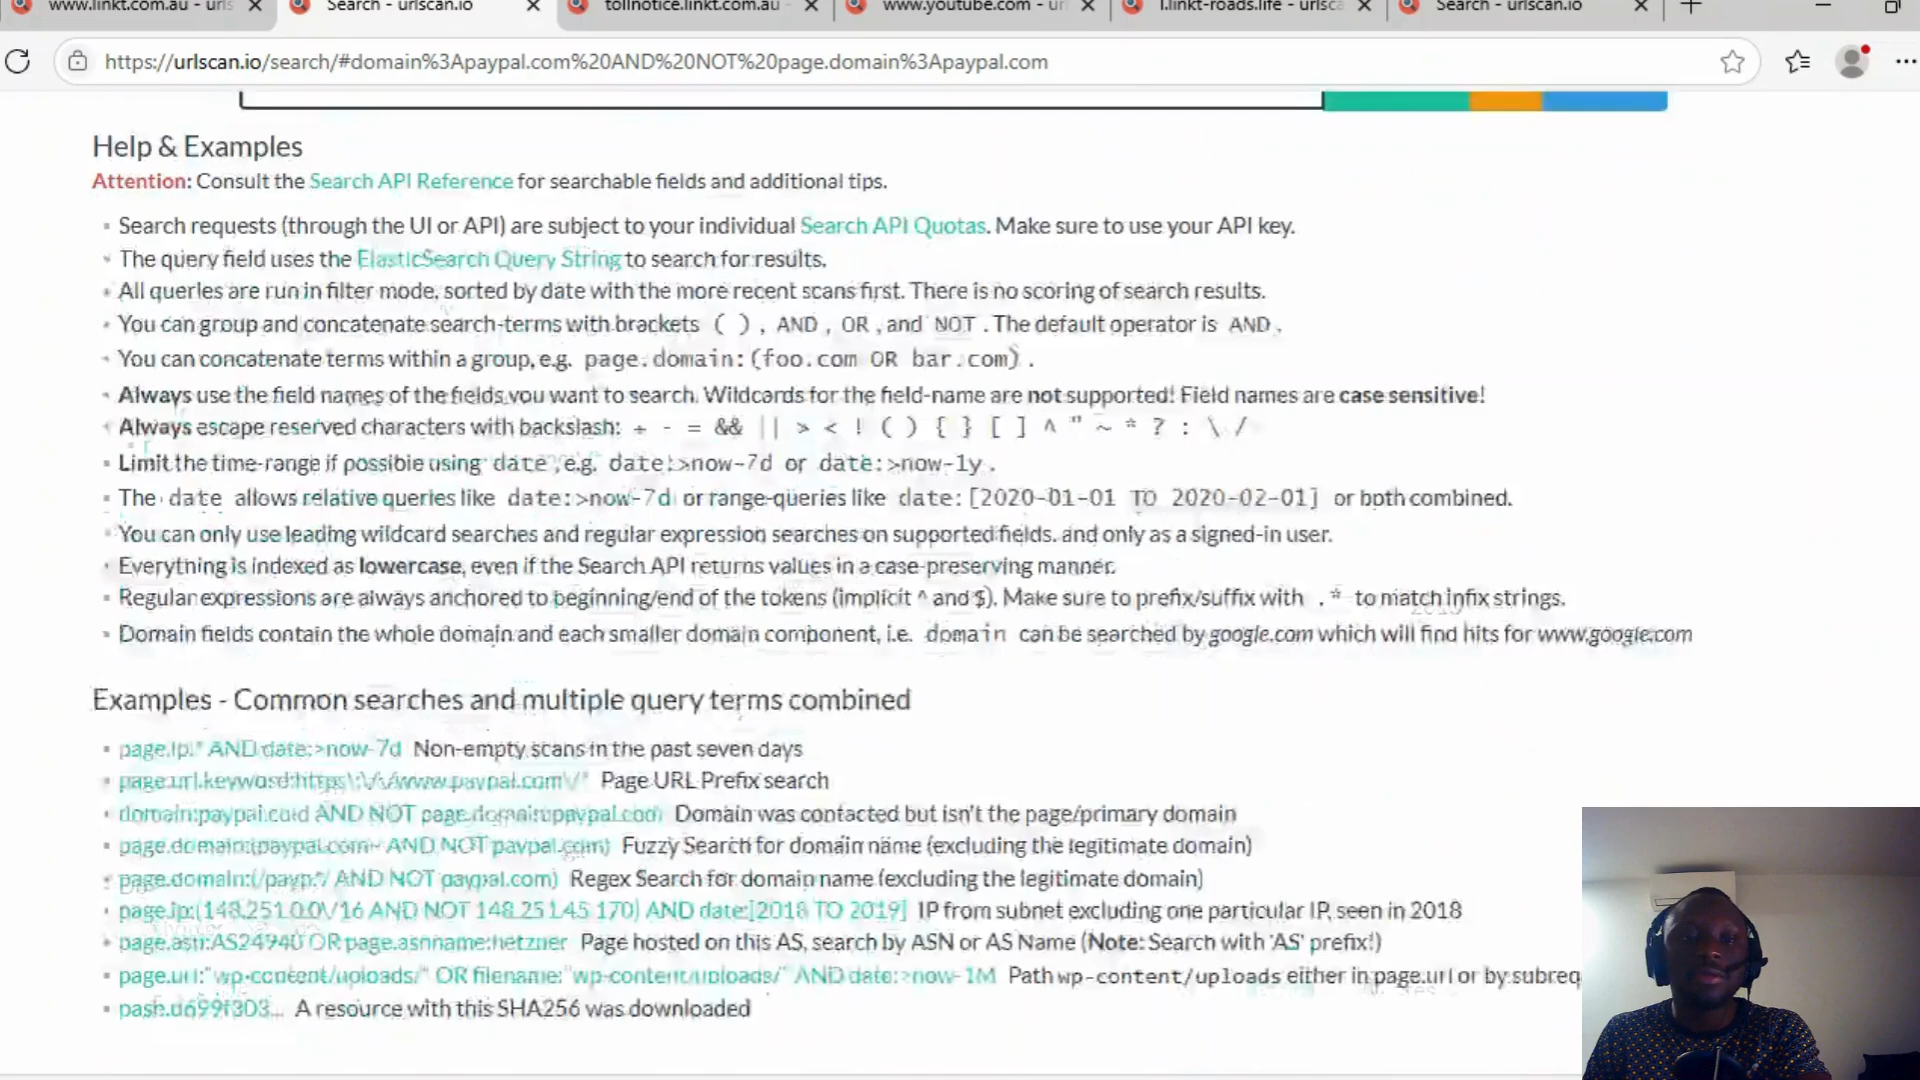 www.linkt.com.au - urls
Search - urlscan.io
tollnotice.linkt.com.au
www.youtube.com - ur
l.linkt-roads.life - urlsca
Search - urlscan.io
https://urlscan.io/search/#domain%3Apaypal.com%20AND%20NOT%20page.domain%3Apaypal.com
Help & Examples
Attention: Consult the Search API Reference for searchable fields and additional tips.
Search requests (through the UI or API) are subject to your individual Search API Quotas. Make sure to use your API key.
The query field uses the ElasticSearch Query String to search for results.
All queries are run in filter mode, sorted by date with the more recent scans first. There is no scoring of search results.
You can group and concatenate search-terms with brackets ( ) , AND , OR , and NOT . The default operator is AND .
You can concatenate terms within a group, e.g. page.domain:(foo.com OR bar.com) .
Always use the field names of the fields you want to search. Wildcards for the field-name are not supported! Field names are case sensitive!
Always escape reserved characters with backslash: + - = && || > < ! ( ) { } [ ] ^ " ~ * ? : \ /
Limit the time-range if possible using date , e.g. date:>now-7d or date:>now-1y .
The date allows relative queries like date:>now-7d or range-queries like date:[2020-01-01 TO 2020-02-01] or both combined.
You can only use leading wildcard searches and regular expression searches on supported fields. and only as a signed-in user.
Everything is indexed as lowercase, even if the Search API returns values in a case-preserving manner.
Regular expressions are always anchored to beginning/end of the tokens (implicit ^ and $). Make sure to prefix/suffix with .* to match infix strings.
Domain fields contain the whole domain and each smaller domain component, i.e. domain can be searched by google.com which will find hits for www.google.com
Examples - Common searches and multiple query terms combined
page.ip:* AND date:>now-7d Non-empty scans in the past seven days
page.url.keyword:https\:\/\/www.paypal.com\/* Page URL Prefix search
AND NOT Domain was contacted but isn't the page/primary domain
page.domain:(paypal.com~ AND NOT paypal.com) Fuzzy Search for domain name (excluding the legitimate domain)
page.domain:(/payp.*/ AND NOT paypal.com) Regex Search for domain name (excluding the legitimate domain)
page.ip:(148.251.0.0\/16 AND NOT 148.251.45.170) AND date:[2018 TO 2019] IP from subnet excluding one particular IP, seen in 2018
page.asn:AS24940 OR page.asnname:hetzner Page hosted on this AS, search by ASN or AS Name (Note: Search with 'AS' prefix!)
page.url:"wp-content/uploads/" OR filename:"wp-content/uploads/" AND date:>now-1M Path wp-content/uploads either in page.url or by subreq
A resource with this SHA256 was downloaded